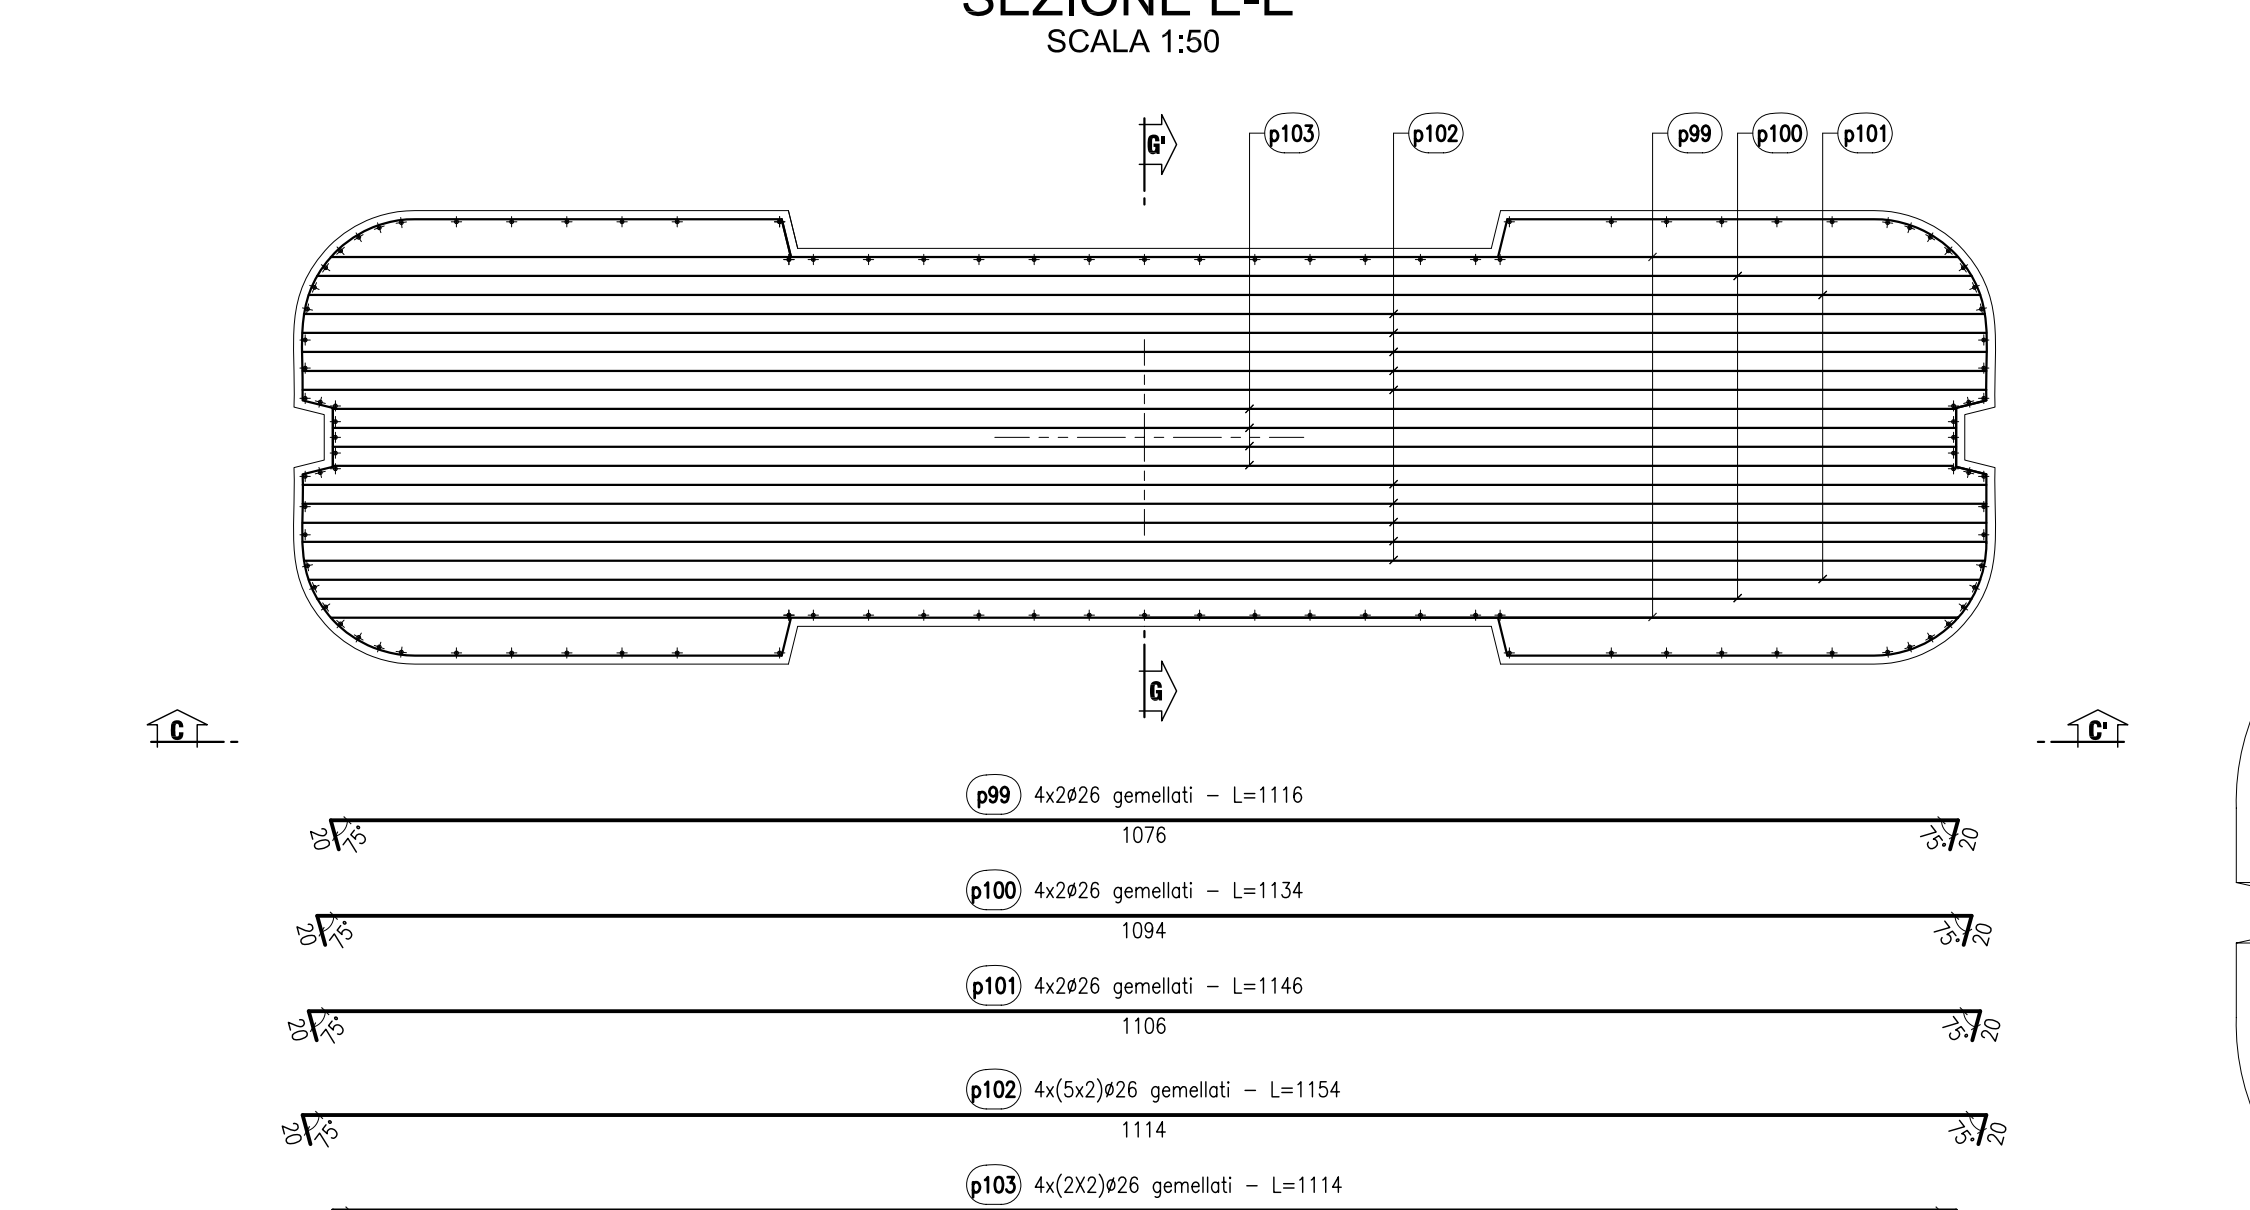 SEZIONE E-E
SCALA 1:50
G'
p103
p102
p99
p100
p101
G
C
C'
p99 4x2ø26 gemellati - L=1116
20 75° 1076 75° 20
p100 4x2ø26 gemellati - L=1134
20 75° 1094 75° 20
p101 4x2ø26 gemellati - L=1146
20 75° 1106 75° 20
p102 4x(5x2)ø26 gemellati - L=1154
20 75° 1114 75° 20
p103 4x(2X2)ø26 gemellati - L=1114